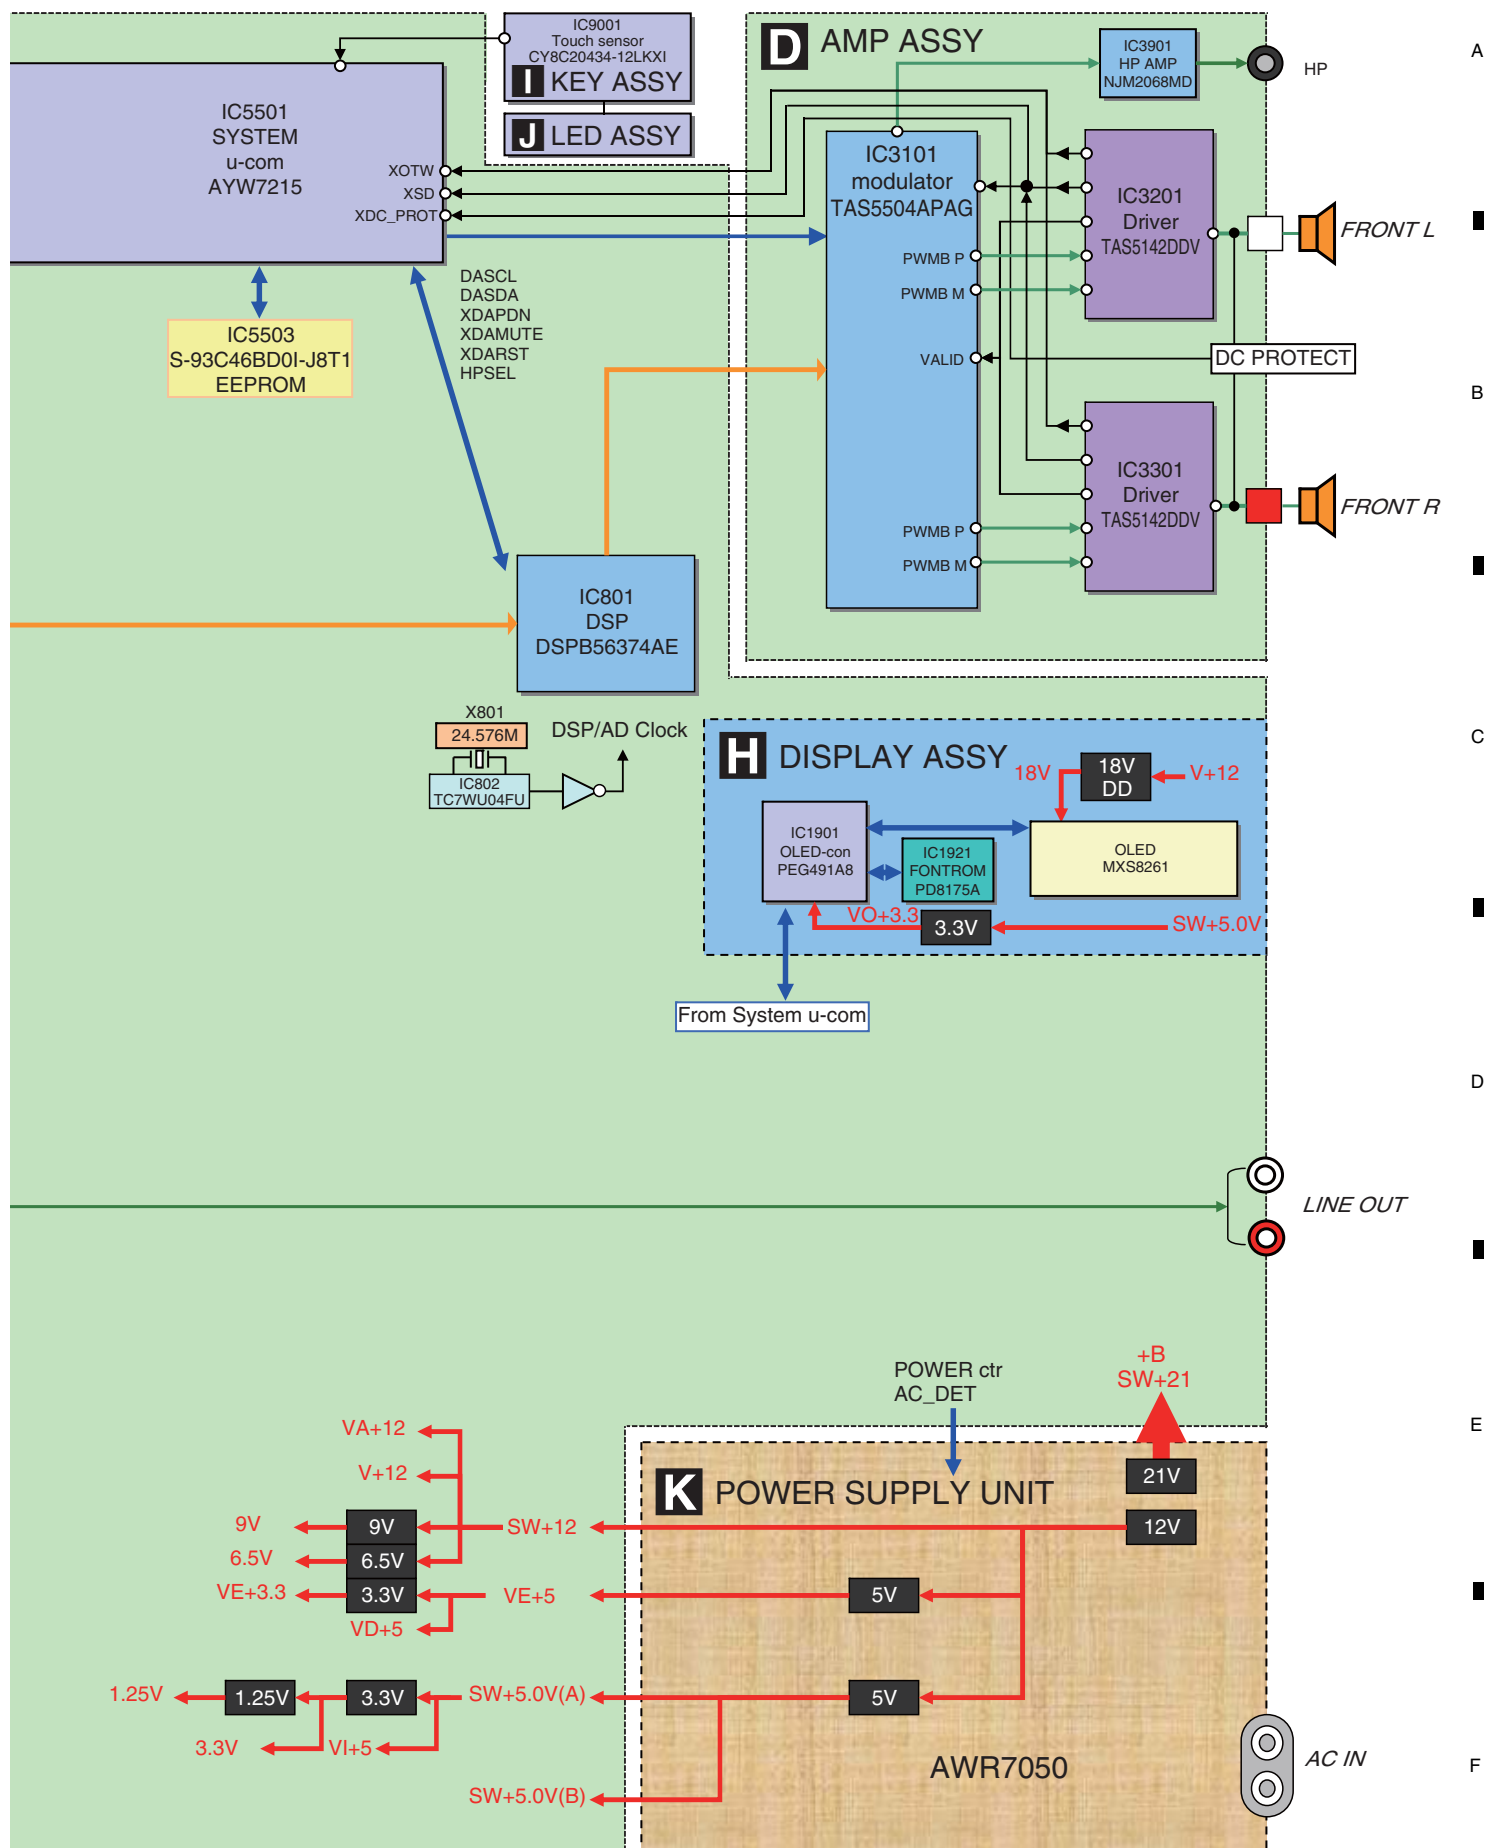 IC9001
Touch sensor
CY8C20434-12LKXI
I KEY ASSY
J LED ASSY
D AMP ASSY
IC3901
HP AMP
NJM2068MD
HP
A
IC5501
SYSTEM
u-com
AYW7215
XOTW
XSD
XDC_PROT
IC3101
modulator
TAS5504APAG
PWMB P
PWMB M
VALID
PWMB P
PWMB M
IC3201
Driver
TAS5142DDV
FRONT L
DC PROTECT
B
IC3301
Driver
TAS5142DDV
FRONT R
DASCL
DASDA
XDAPDN
XDAMUTE
XDARST
HPSEL
IC5503
S-93C46BD0I-J8T1
EEPROM
IC801
DSP
DSPB56374AE
X801
24.576M
IC802
TC7WU04FU
DSP/AD Clock
C
H DISPLAY ASSY
18V
18V
DD
V+12
IC1901
OLED-con
PEG491A8
IC1921
FONTROM
PD8175A
OLED
MXS8261
VO+3.3
3.3V
SW+5.0V
From System u-com
D
LINE OUT
POWER ctr
AC_DET
+B
SW+21
E
VA+12
V+12
K POWER SUPPLY UNIT
21V
9V
9V
SW+12
12V
6.5V
6.5V
VE+3.3
3.3V
VE+5
5V
VD+5
1.25V
1.25V
3.3V
SW+5.0V(A)
5V
3.3V
VI+5
SW+5.0V(B)
AWR7050
AC IN
F